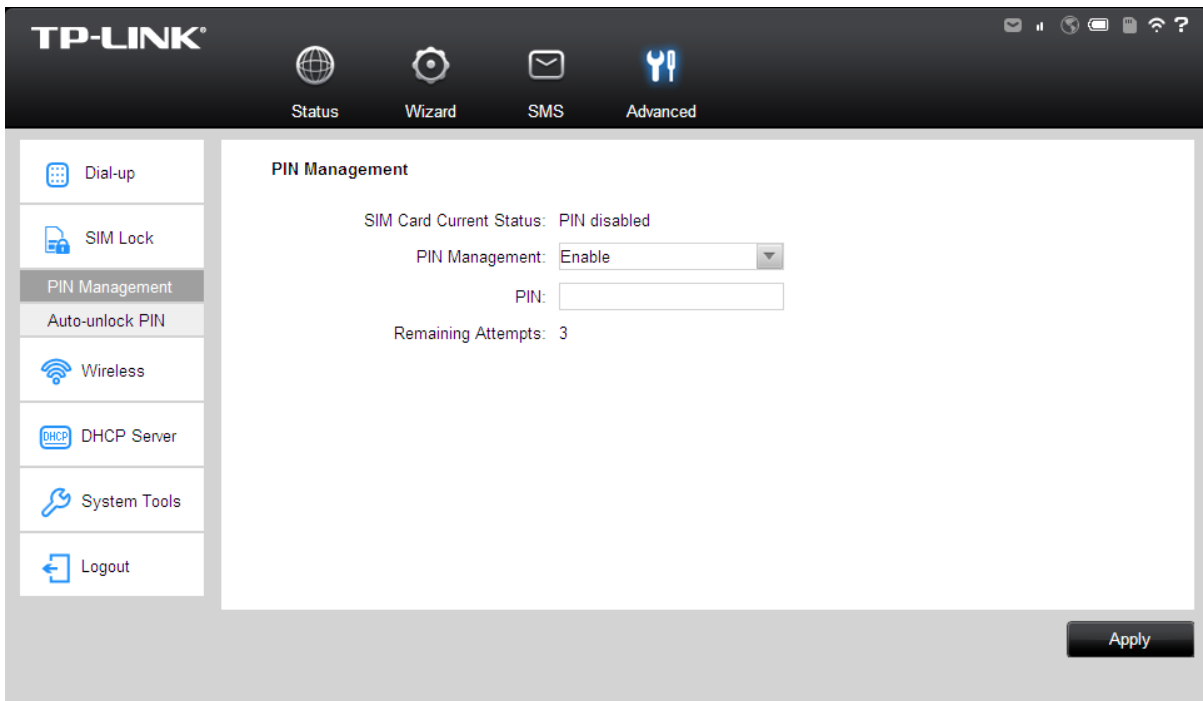 TP-LINK®
?
Status Wizard SMS Advanced
Dial-up
SIM Lock
PIN Management
Auto-unlock PIN
Wireless
DHCP DHCP Server
System Tools
Logout
PIN Management
SIM Card Current Status: PIN disabled
PIN Management: Enable
PIN:
Remaining Attempts: 3
Apply